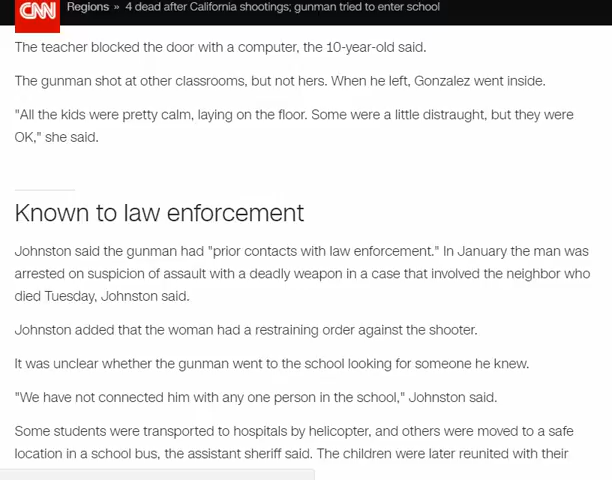 CNN Regions » 4 dead after California shootings; gunman tried to enter school
The teacher blocked the door with a computer, the 10-year-old said.
The gunman shot at other classrooms, but not hers. When he left, Gonzalez went inside.
"All the kids were pretty calm, laying on the floor. Some were a little distraught, but they were
OK," she said.
Known to law enforcement
Johnston said the gunman had "prior contacts with law enforcement." In January the man was
arrested on suspicion of assault with a deadly weapon in a case that involved the neighbor who
died Tuesday, Johnston said.
Johnston added that the woman had a restraining order against the shooter.
It was unclear whether the gunman went to the school looking for someone he knew.
"We have not connected him with any one person in the school," Johnston said.
Some students were transported to hospitals by helicopter, and others were moved to a safe
location in a school bus, the assistant sheriff said. The children were later reunited with their